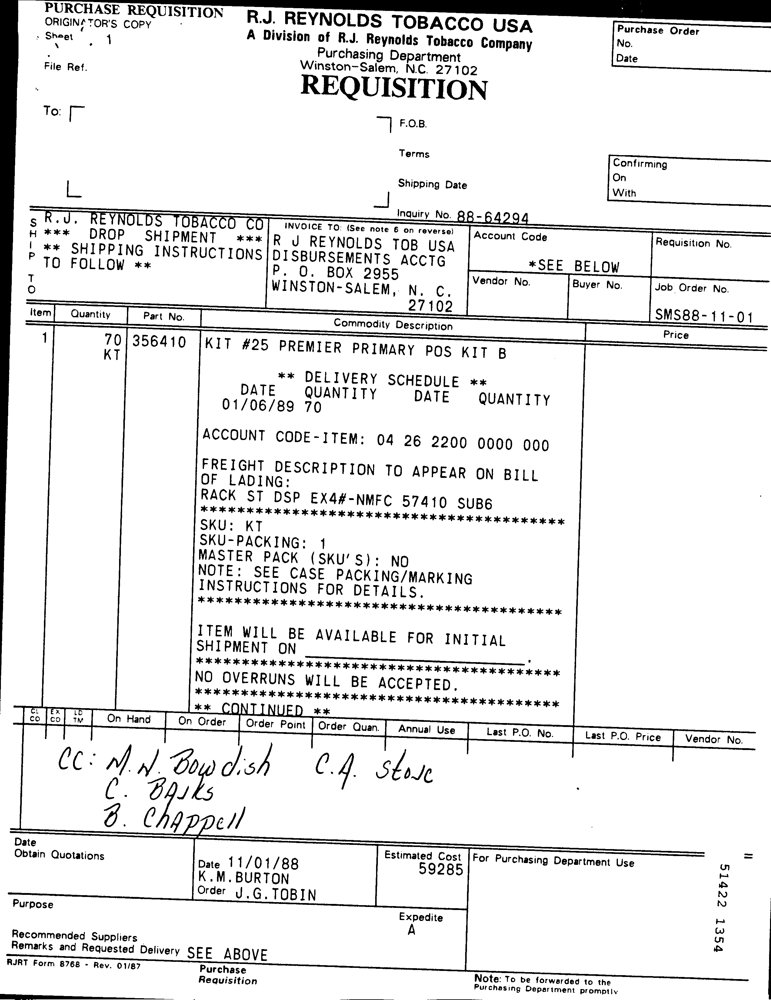 PURCHASE REQUISITION
ORIGINATOR'S COPY
Sheet 1
File Ref.
R.J. REYNOLDS TOBACCO USA
A Division of R.J. Reynolds Tobacco Company
Purchasing Department
Winston-Salem, N.C. 27102
REQUISITION
Purchase Order
No.
Date
To:
F.O.B.
Terms
Shipping Date
Confirming
On
With
Inquiry No. 88-64294
SHIP TO
R.J. REYNOLDS TOBACCO CO
*** DROP SHIPMENT ***
** SHIPPING INSTRUCTIONS
TO FOLLOW **
INVOICE TO: (See note 6 on reverse)
R J REYNOLDS TOB USA
DISBURSEMENTS ACCTG
P. O. BOX 2955
WINSTON-SALEM, N. C.
27102
Account Code
*SEE BELOW
Requisition No.
Vendor No.
Buyer No.
Job Order No.
SMS88-11-01
Item Quantity Part No. Commodity Description Price
1 70 356410 KIT #25 PREMIER PRIMARY POS KIT B
KT
** DELIVERY SCHEDULE **
DATE QUANTITY DATE QUANTITY
01/06/89 70
ACCOUNT CODE-ITEM: 04 26 2200 0000 000
FREIGHT DESCRIPTION TO APPEAR ON BILL
OF LADING:
RACK ST DSP EX4#-NMFC 57410 SUB6
****************************************
SKU: KT
SKU-PACKING: 1
MASTER PACK (SKU'S): NO
NOTE: SEE CASE PACKING/MARKING
INSTRUCTIONS FOR DETAILS.
****************************************
ITEM WILL BE AVAILABLE FOR INITIAL
SHIPMENT ON ________________________.
****************************************
NO OVERRUNS WILL BE ACCEPTED.
****************************************
** CONTINUED **
CL CO EX CO LD TM On Hand On Order Order Point Order Quan. Annual Use Last P.O. No. Last P.O. Price Vendor No.
CC: M.N. Bowdish C.A. Stone
C. BAJKS
B. Chappell
Date
Obtain Quotations
Date 11/01/88
K.M.BURTON
Order J.G.TOBIN
Estimated Cost
59285
For Purchasing Department Use
Purpose
Expedite
A
Recommended Suppliers
Remarks and Requested Delivery SEE ABOVE
RJRT Form 8768 - Rev. 01/87
Purchase
Requisition
Note: To be forwarded to the
Purchasing Department promptly
51422 1354